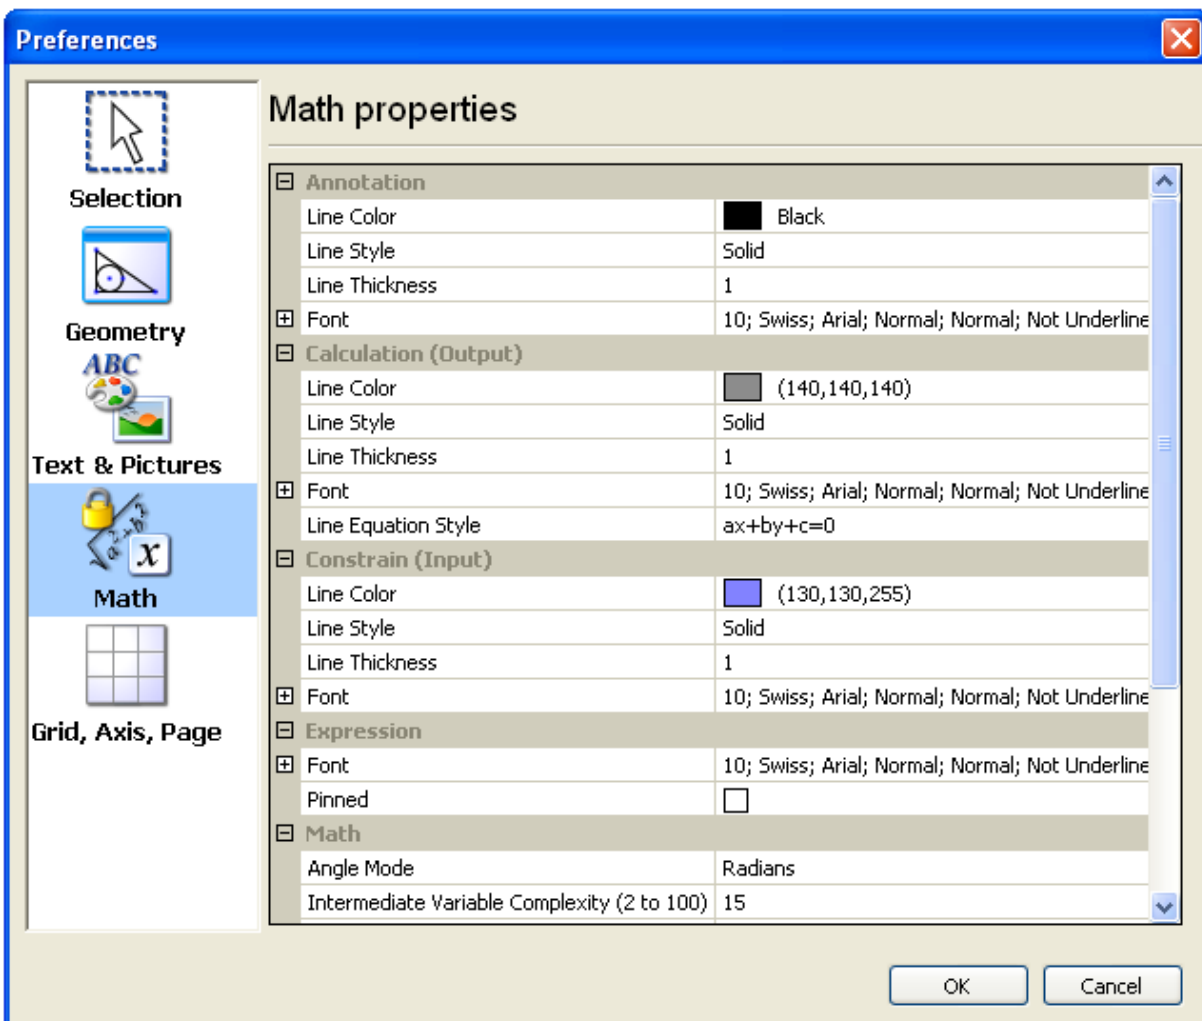 Preferences
Selection
Geometry
ABC
Text & Pictures
x
Math
Grid, Axis, Page
Math properties
Annotation
Line Color Black
Line Style Solid
Line Thickness 1
Font 10; Swiss; Arial; Normal; Normal; Not Underline
Calculation (Output)
Line Color (140,140,140)
Line Style Solid
Line Thickness 1
Font 10; Swiss; Arial; Normal; Normal; Not Underline
Line Equation Style ax+by+c=0
Constrain (Input)
Line Color (130,130,255)
Line Style Solid
Line Thickness 1
Font 10; Swiss; Arial; Normal; Normal; Not Underline
Expression
Font 10; Swiss; Arial; Normal; Normal; Not Underline
Pinned
Math
Angle Mode Radians
Intermediate Variable Complexity (2 to 100) 15
OK Cancel